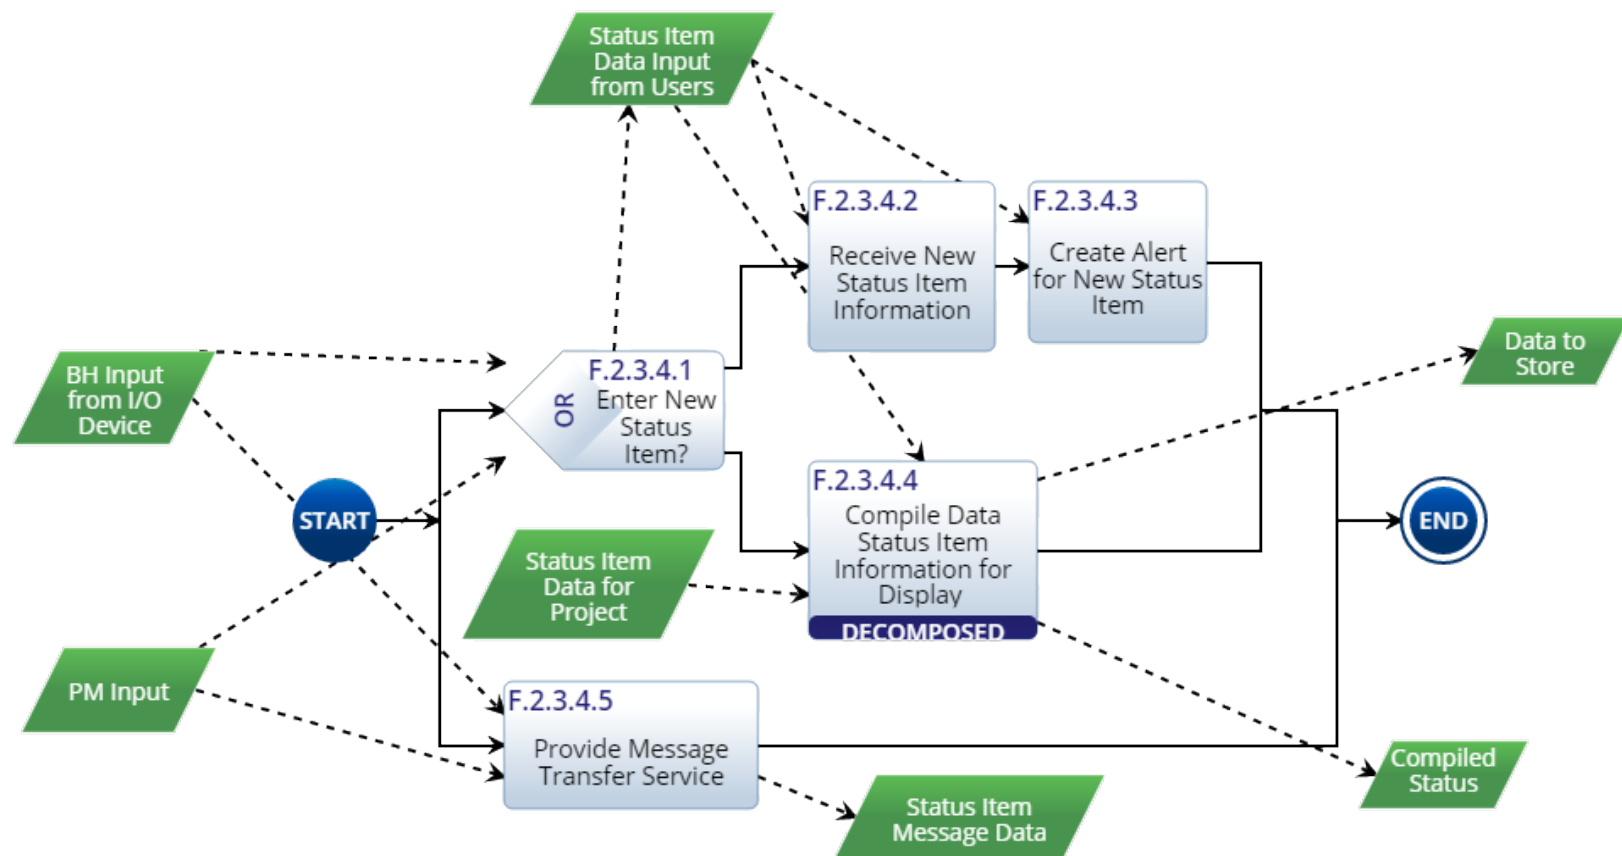 Status Item
Data Input
from Users
F.2.3.4.2
Receive New
Status Item
Information
F.2.3.4.3
Create Alert
for New Status
Item
Data to
Store
BH Input
from I/O
Device
OR
F.2.3.4.1
Enter New
Status
Item?
START
F.2.3.4.4
Compile Data
Status Item
Information for
Display
DECOMPOSED
END
Status Item
Data for
Project
PM Input
F.2.3.4.5
Provide Message
Transfer Service
Compiled
Status
Status Item
Message Data